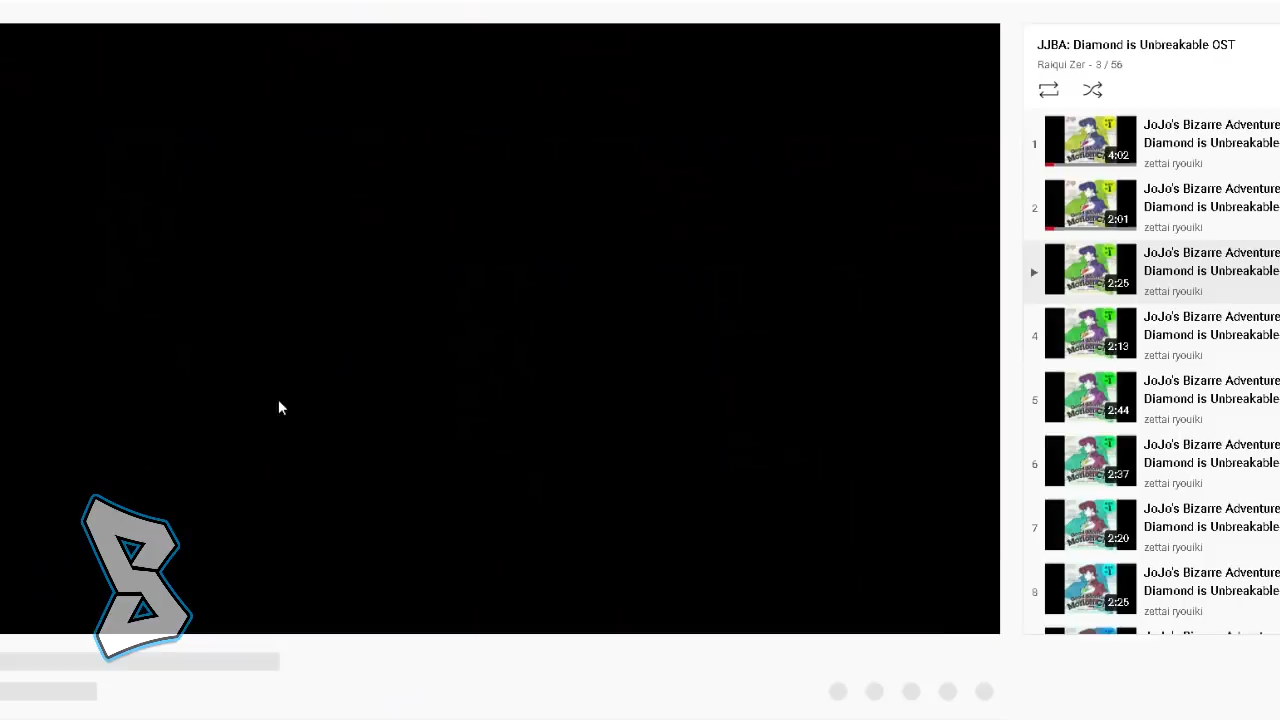 JJBA: Diamond is Unbreakable OST
Raiqui Zer - 3 / 56
1
4:02
JoJo's Bizarre Adventure
Diamond is Unbreakable
zettai ryouiki
2
2:01
JoJo's Bizarre Adventure
Diamond is Unbreakable
zettai ryouiki
2:25
JoJo's Bizarre Adventure
Diamond is Unbreakable
zettai ryouiki
4
2:13
JoJo's Bizarre Adventure
Diamond is Unbreakable
zettai ryouiki
5
2:44
JoJo's Bizarre Adventure
Diamond is Unbreakable
zettai ryouiki
6
2:37
JoJo's Bizarre Adventure
Diamond is Unbreakable
zettai ryouiki
7
2:20
JoJo's Bizarre Adventure
Diamond is Unbreakable
zettai ryouiki
8
2:25
JoJo's Bizarre Adventure
Diamond is Unbreakable
zettai ryouiki